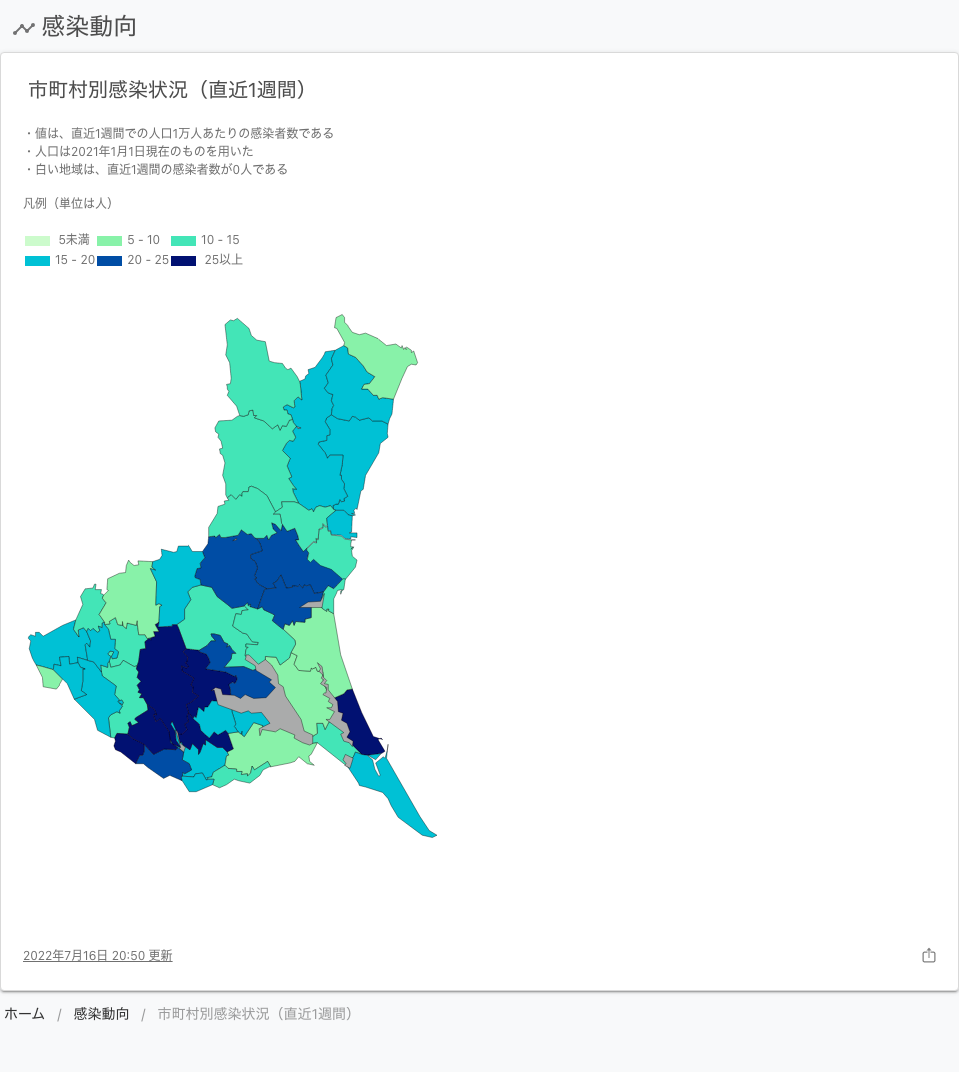 感染動向
市町村別感染状況（直近1週間）
・値は、直近1週間での人口1万人あたりの感染者数である
・人口は2021年1月1日現在のものを用いた
・白い地域は、直近1週間の感染者数が0人である
凡例（単位は人）
5未満 5 - 10 10 - 15
15 - 20 20 - 25 25以上
2022年7月16日 20:50 更新
ホーム / 感染動向 / 市町村別感染状況（直近1週間）